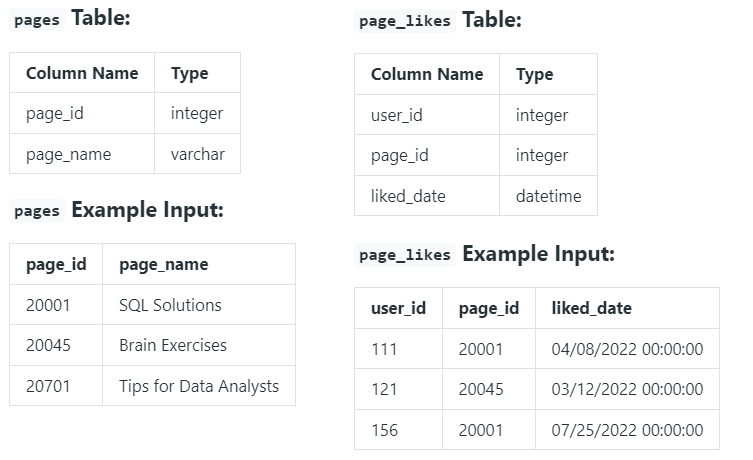 pages Table:
Column Name Type
page_id integer
page_name varchar
pages Example Input:
page_id page_name
20001 SQL Solutions
20045 Brain Exercises
20701 Tips for Data Analysts
page_likes Table:
Column Name Type
user_id integer
page_id integer
liked_date datetime
page_likes Example Input:
user_id page_id liked_date
111 20001 04/08/2022 00:00:00
121 20045 03/12/2022 00:00:00
156 20001 07/25/2022 00:00:00